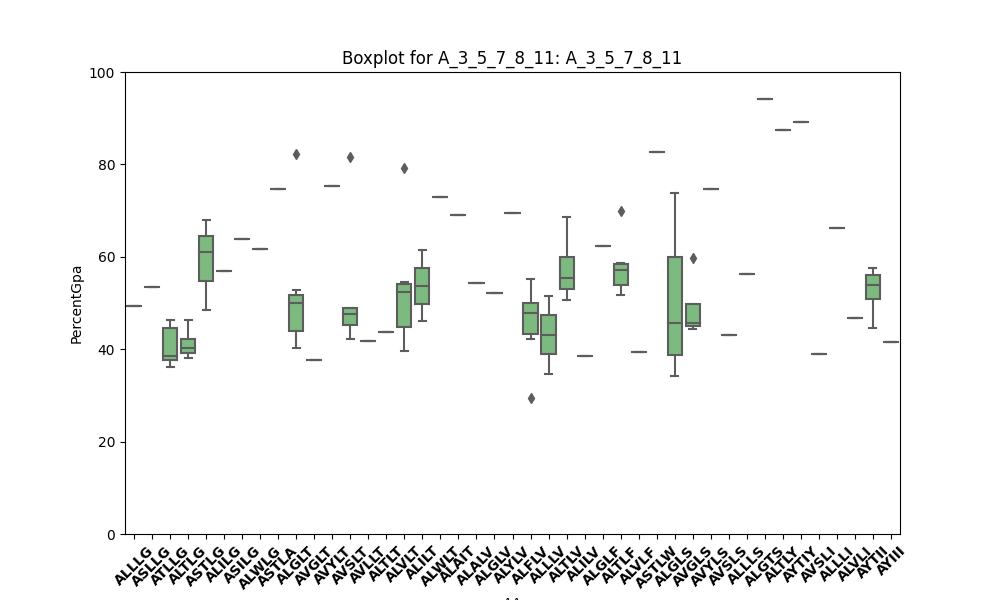 Boxplot for A_3_5_7_8_11: A_3_5_7_8_11
PercentGpa
100
80
60
40
20
0
ALLLG
ASLLG
ATLLG
ALTLG
ASTLG
ALILG
ASILG
ALWLG
ASTLA
ALGLT
AVGLT
AVYLT
AVSLT
AVLLT
ALTLT
ALVLT
ALILT
ALWLT
ALAIT
ALALV
ALGLV
ALYLV
ALFLV
ALLLV
ALTLV
ALIIV
ALGLF
ALTLF
ALVLF
ASTLW
ALGLS
AVGLS
AVYLS
AVSLS
ALLLS
ALGTS
ALTLY
AYTIY
AVSLI
ALLLI
ALVLI
AYTII
AYIII